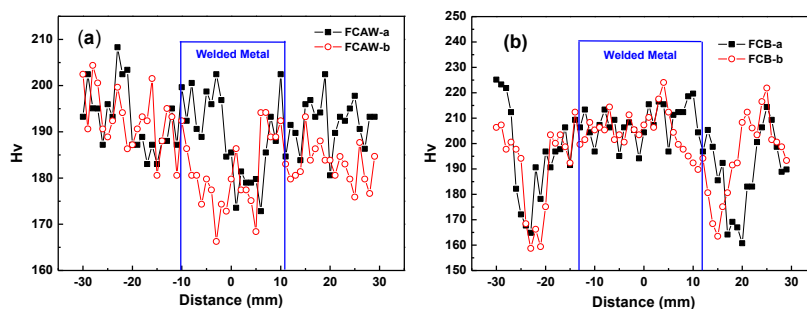 (a)
FCAW-a
FCAW-b
Welded Metal
Hv
210
200
190
180
170
160
-30 -20 -10 0 10 20 30
Distance (mm)
(b)
FCB-a
FCB-b
Welded Metal
Hv
250
240
230
220
210
200
190
180
170
160
150
-30 -20 -10 0 10 20 30
Distance (mm)